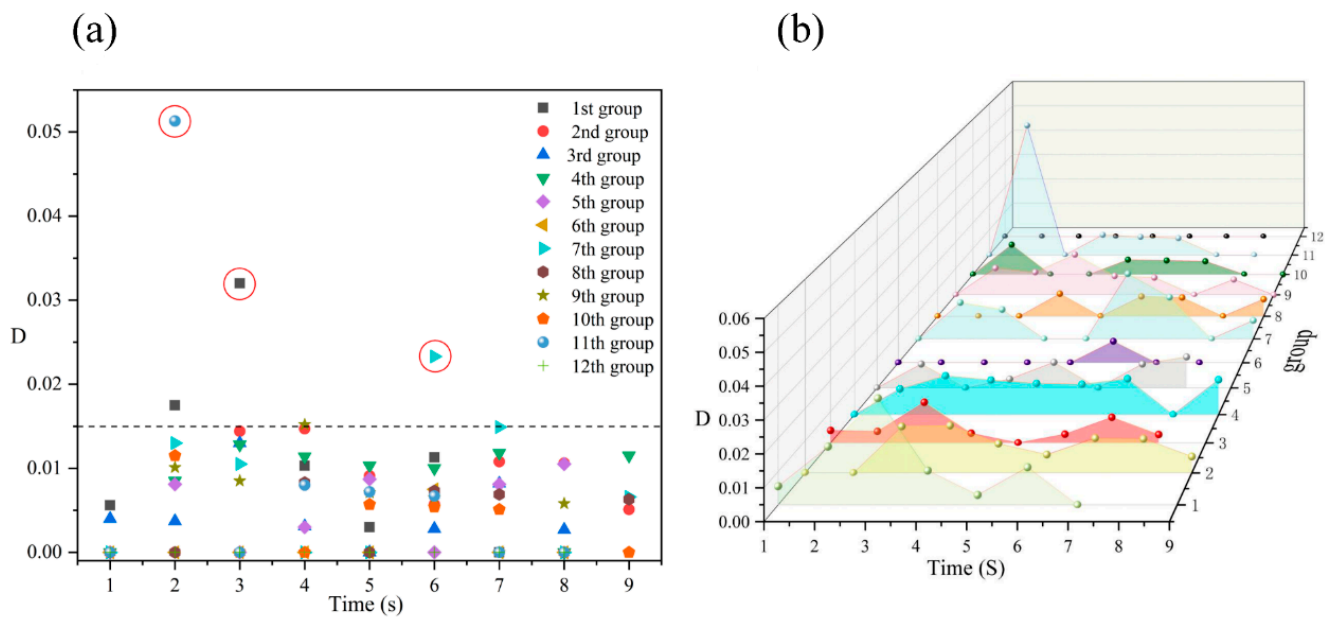 (a)
(b)
0.05
0.04
0.03
0.02
0.01
0.00
D
1 2 3 4 5 6 7 8 9
Time (s)
1st group
2nd group
3rd group
4th group
5th group
6th group
7th group
8th group
9th group
10th group
11th group
12th group
0.06
0.05
0.04
0.03
0.02
0.01
0.00
D
1 2 3 4 5 6 7 8 9
Time (S)
12
11
10
9
8
6
5
4
3
2
1
group